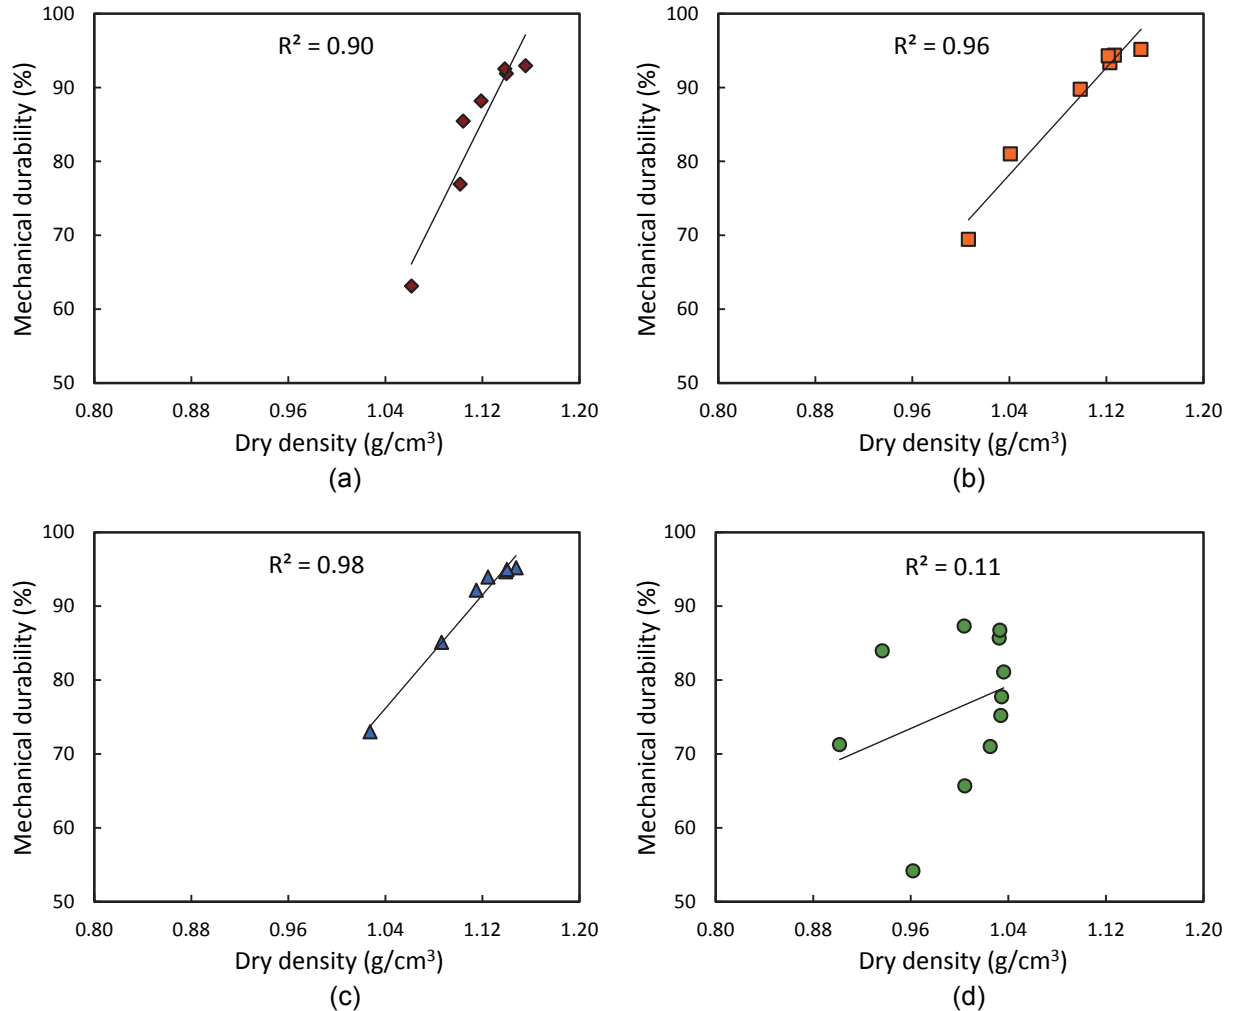 R² = 0.90
100
90
80
70
60
50
Mechanical durability (%)
0.80 0.88 0.96 1.04 1.12 1.20
Dry density (g/cm³)
(a)
R² = 0.96
100
90
80
70
60
50
Mechanical durability (%)
0.80 0.88 0.96 1.04 1.12 1.20
Dry density (g/cm³)
(b)
R² = 0.98
100
90
80
70
60
50
Mechanical durability (%)
0.80 0.88 0.96 1.04 1.12 1.20
Dry density (g/cm³)
(c)
R² = 0.11
100
90
80
70
60
50
Mechanical durability (%)
0.80 0.88 0.96 1.04 1.12 1.20
Dry density (g/cm³)
(d)